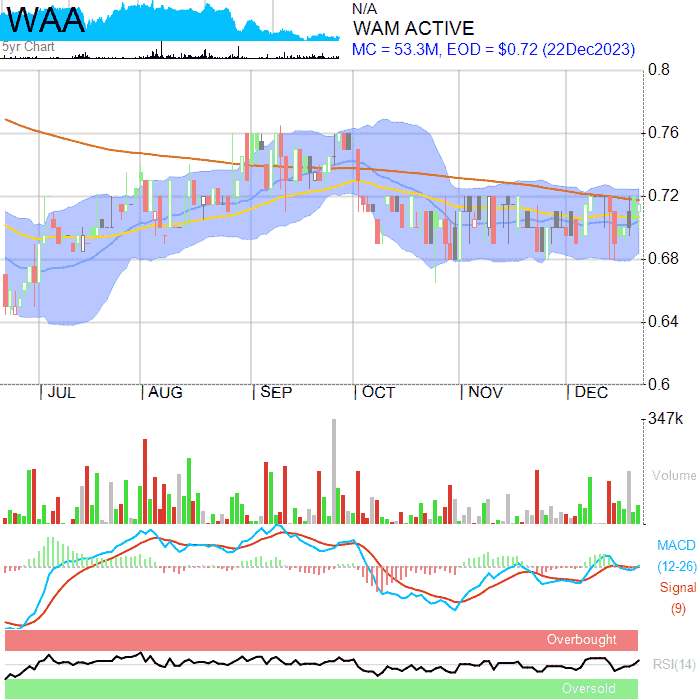 WAA
N/A
WAM ACTIVE
5yr Chart
MC = 53.3M, EOD = $0.72 (22Dec2023)
0.8
0.76
0.72
0.68
0.64
0.6
| JUL | AUG | SEP | OCT | NOV | DEC
347k
Volume
MACD
(12-26)
Signal
(9)
Overbought
RSI(14)
Oversold